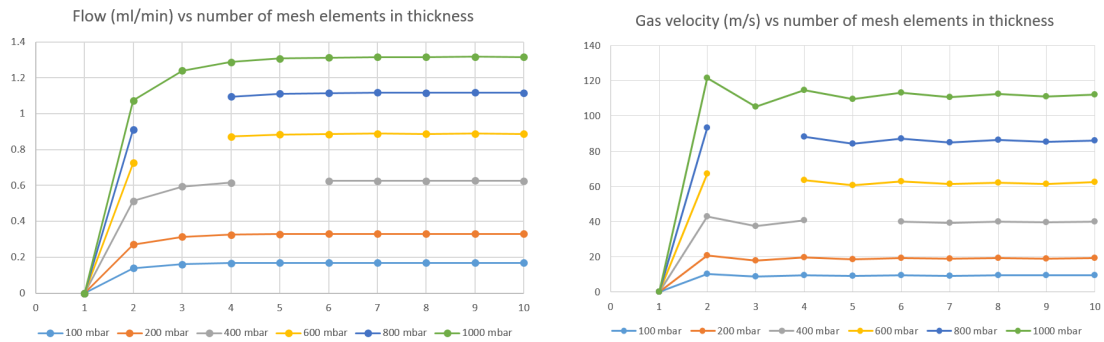 Flow (ml/min) vs number of mesh elements in thickness
1.4
1.2
1
0.8
0.6
0.4
0.2
0
0 1 2 3 4 5 6 7 8 9 10
100 mbar 200 mbar 400 mbar 600 mbar 800 mbar 1000 mbar
Gas velocity (m/s) vs number of mesh elements in thickness
140
120
100
80
60
40
20
0
0 1 2 3 4 5 6 7 8 9 10
100 mbar 200 mbar 400 mbar 600 mbar 800 mbar 1000 mbar